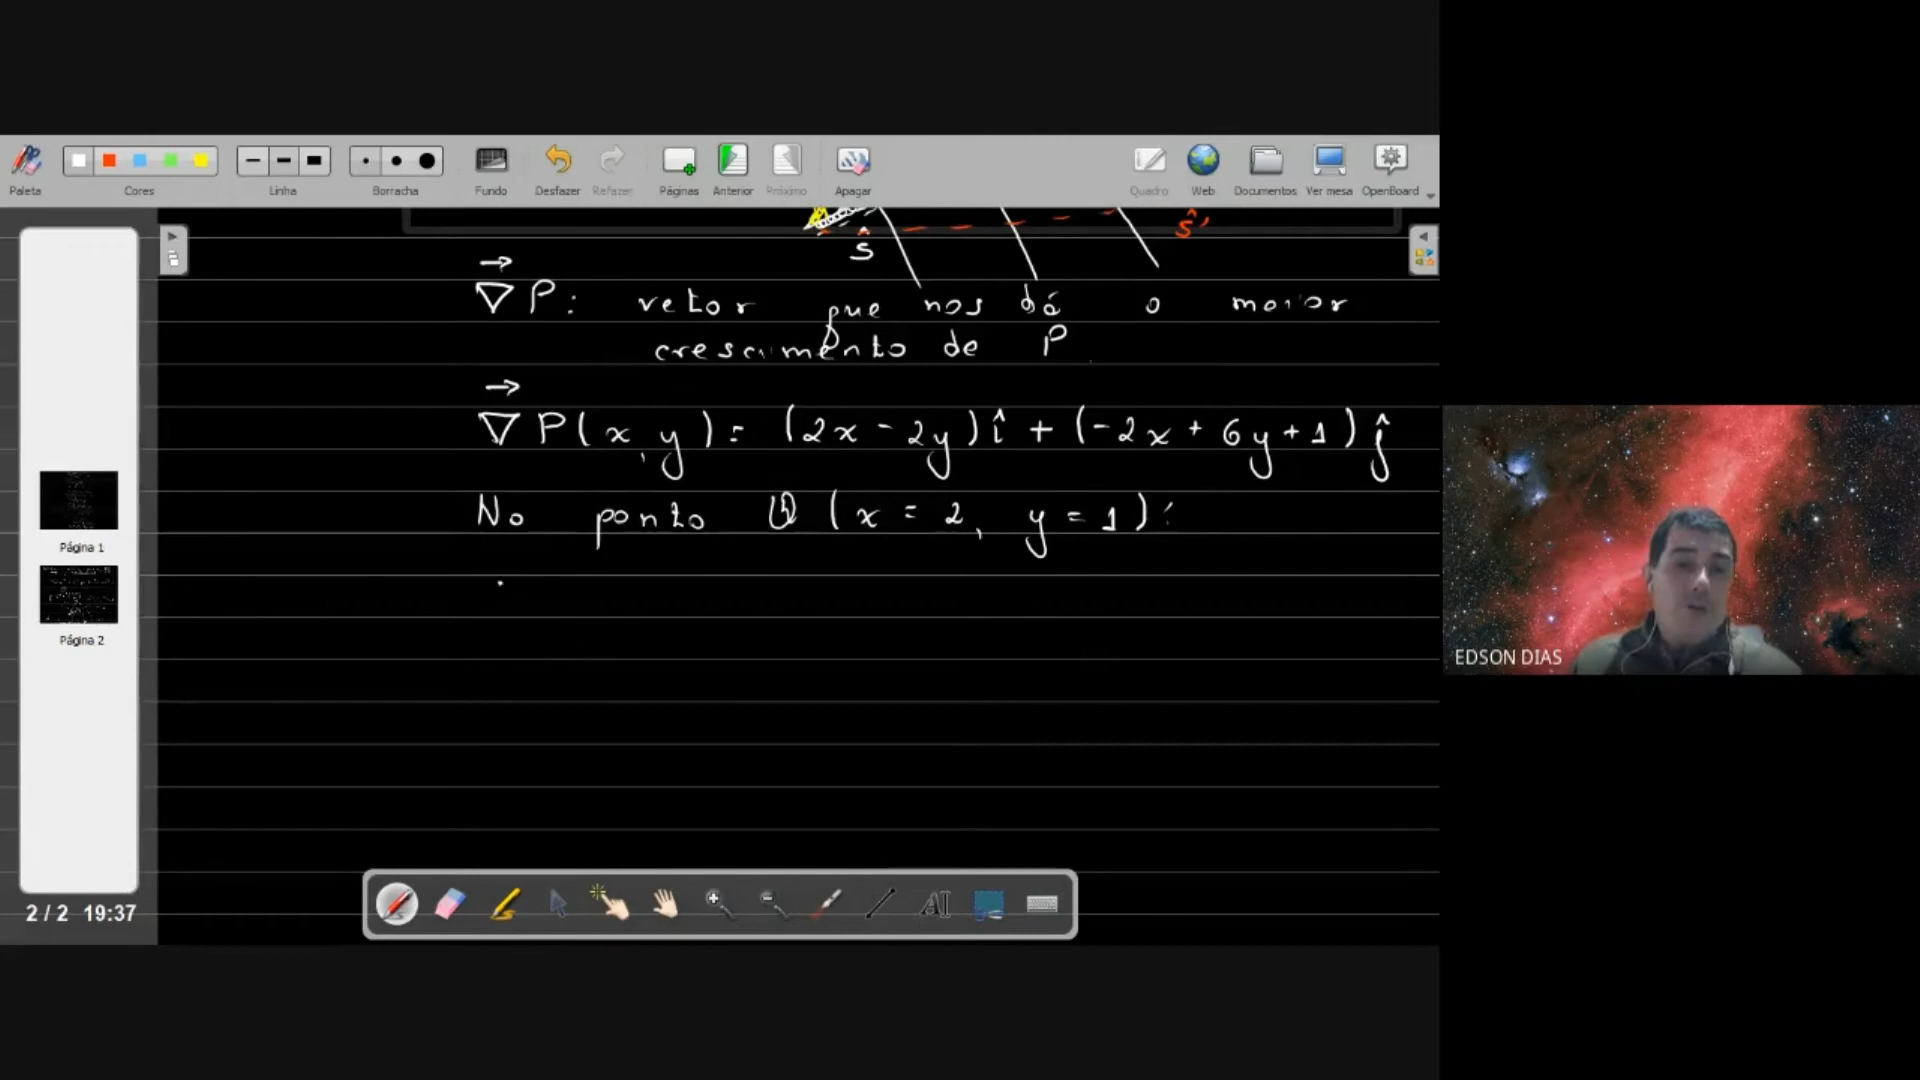 Paleta Cores Linha Borracha Fundo Desfazer Refazer Páginas Anterior Próximo Apagar Quadro Web Documentos Ver mesa OpenBoard
ŝ ŝ'
∇⃗P: vetor que nos dá o maior
crescimento de P
∇⃗P(x,y) = (2x - 2y) î + (-2x + 6y + 1) ĵ
No ponto (x = 2, y = 1):
Página 1
Página 2
EDSON DIAS
2 / 2 19:37
AI